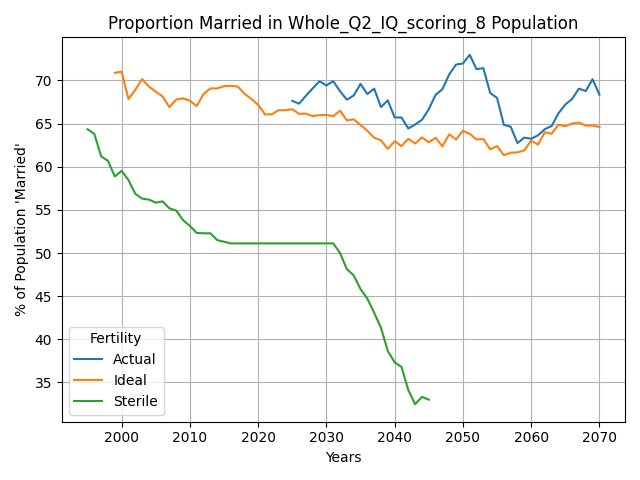 Proportion Married in Whole_Q2_IQ_scoring_8 Population
% of Population 'Married'
70
65
60
55
50
45
40
35
Fertility
Actual
Ideal
Sterile
2000 2010 2020 2030 2040 2050 2060 2070
Years